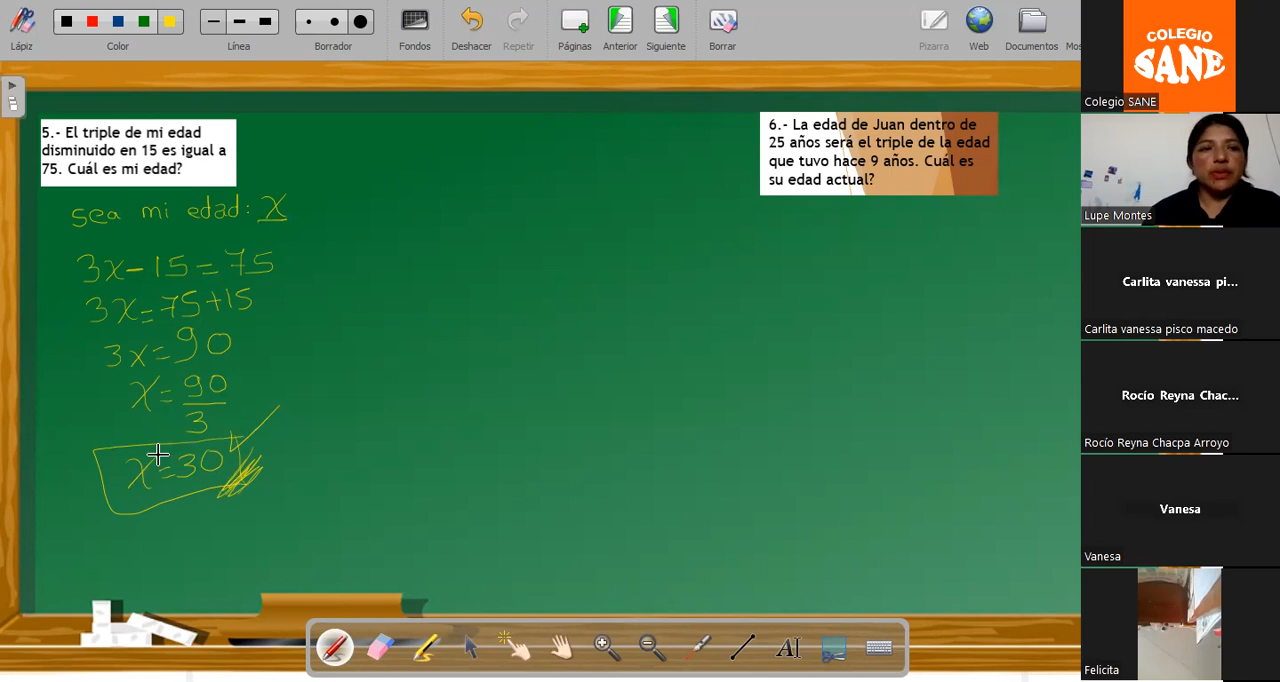 Lápiz
Color
Línea
Borrador
Fondos
Deshacer
Repetir
Páginas
Anterior
Siguiente
Borrar
Pizarra
Web
Documentos
Mos
5.- El triple de mi edad
disminuido en 15 es igual a
75. Cuál es mi edad?
sea mi edad: x
3x-15=75
3x=75+15
3x=90
x=90/3
x=30
6.- La edad de Juan dentro de
25 años será el triple de la edad
que tuvo hace 9 años. Cuál es
su edad actual?
COLEGIO
SANE
Colegio SANE
Lupe Montes
Carlita vanessa pi...
Carlita vanessa pisco macedo
Rocío Reyna Chac...
Rocío Reyna Chacpa Arroyo
Vanesa
Vanesa
Felicita
AI